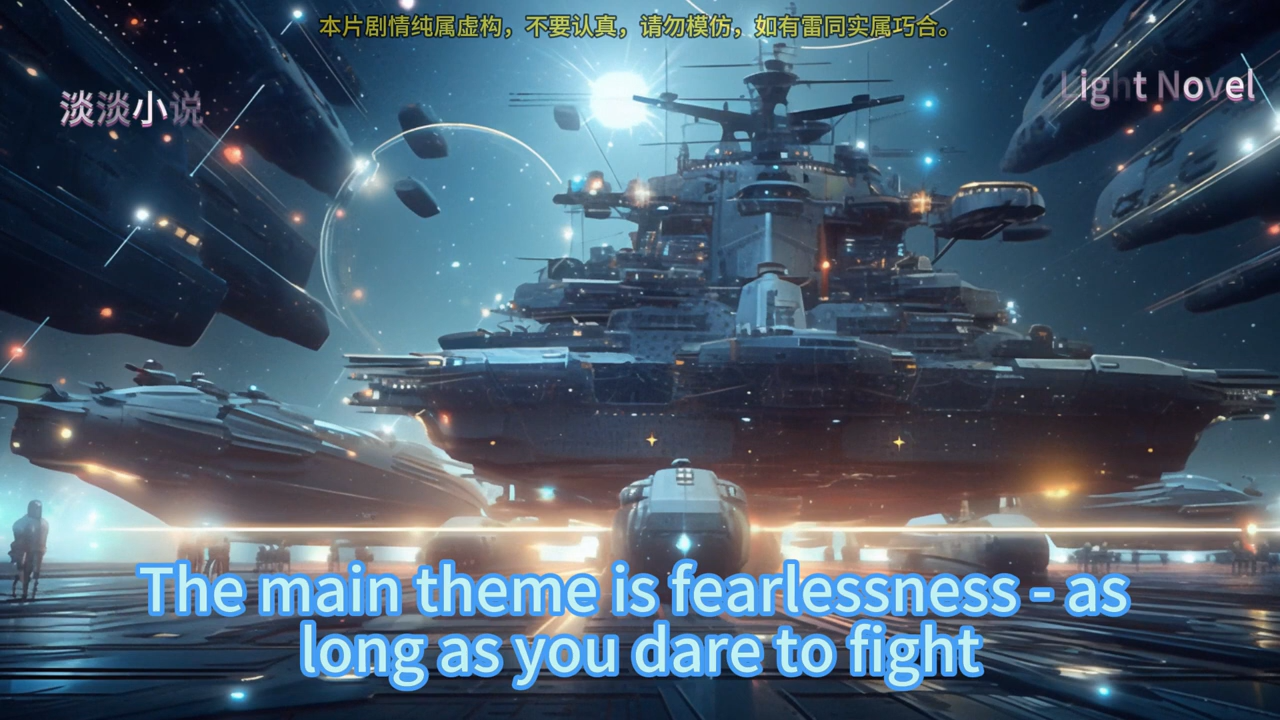 本片剧情纯属虚构，不要认真，请勿模仿，如有雷同实属巧合。
淡淡小说
Light Novel
The main theme is fearlessness - as
long as you dare to fight